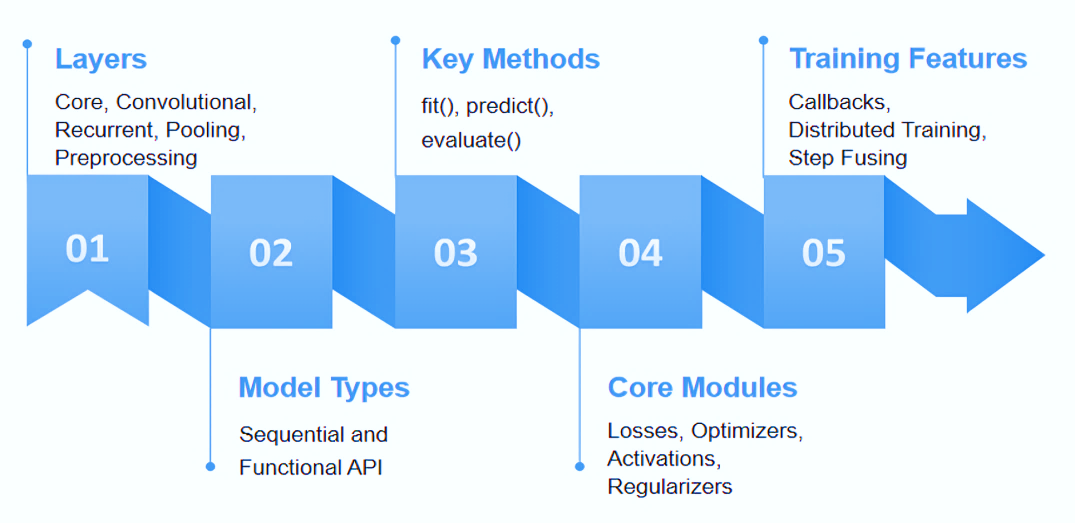 Layers
Core, Convolutional,
Recurrent, Pooling,
Preprocessing
01
Model Types
Sequential and
Functional API
02
Key Methods
fit(), predict(),
evaluate()
03
Core Modules
Losses, Optimizers,
Activations,
Regularizers
04
Training Features
Callbacks,
Distributed Training,
Step Fusing
05